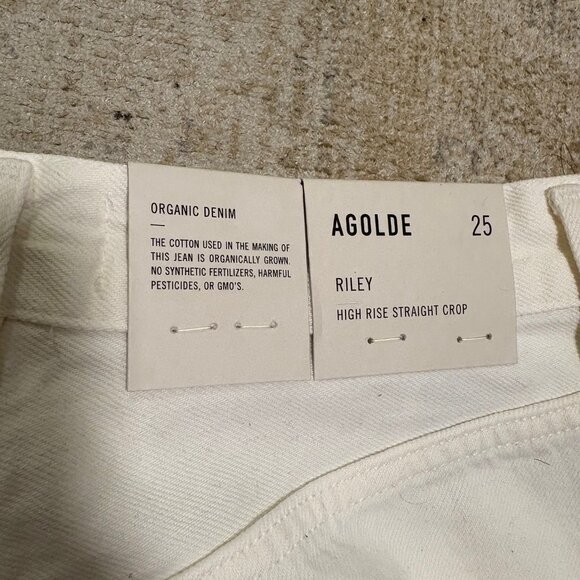 ORGANIC DENIM
THE COTTON USED IN THE MAKING OF
THIS JEAN IS ORGANICALLY GROWN.
NO SYNTHETIC FERTILIZERS, HARMFUL
PESTICIDES, OR GMO'S.
AGOLDE 25
RILEY
HIGH RISE STRAIGHT CROP